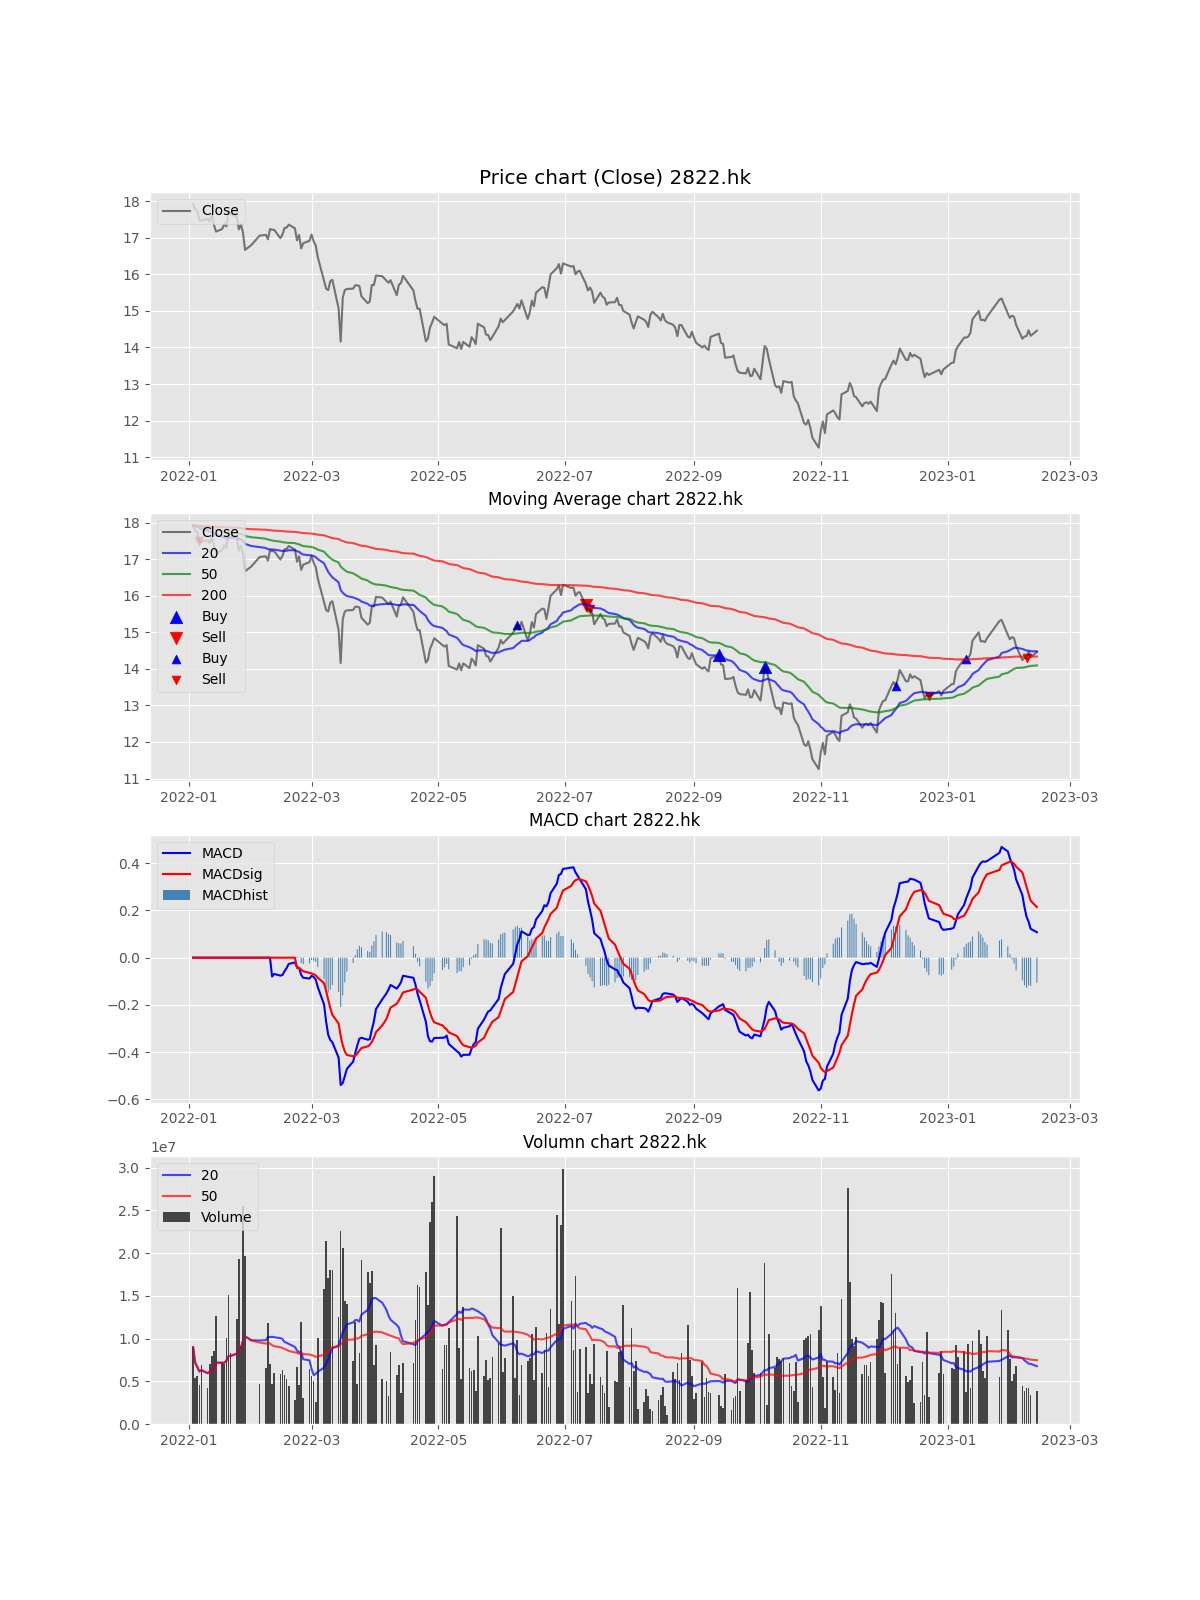 Price chart (Close) 2822.hk
Close
18
17
16
15
14
13
12
11
2022-01 2022-03 2022-05 2022-07 2022-09 2022-11 2023-01 2023-03
Moving Average chart 2822.hk
Close
20
50
200
Buy
Sell
Buy
Sell
18
17
16
15
14
13
12
11
2022-01 2022-03 2022-05 2022-07 2022-09 2022-11 2023-01 2023-03
MACD chart 2822.hk
MACD
MACDsig
MACDhist
0.4
0.2
0.0
−0.2
−0.4
−0.6
2022-01 2022-03 2022-05 2022-07 2022-09 2022-11 2023-01 2023-03
Volumn chart 2822.hk
1e7
20
50
Volume
3.0
2.5
2.0
1.5
1.0
0.5
0.0
2022-01 2022-03 2022-05 2022-07 2022-09 2022-11 2023-01 2023-03